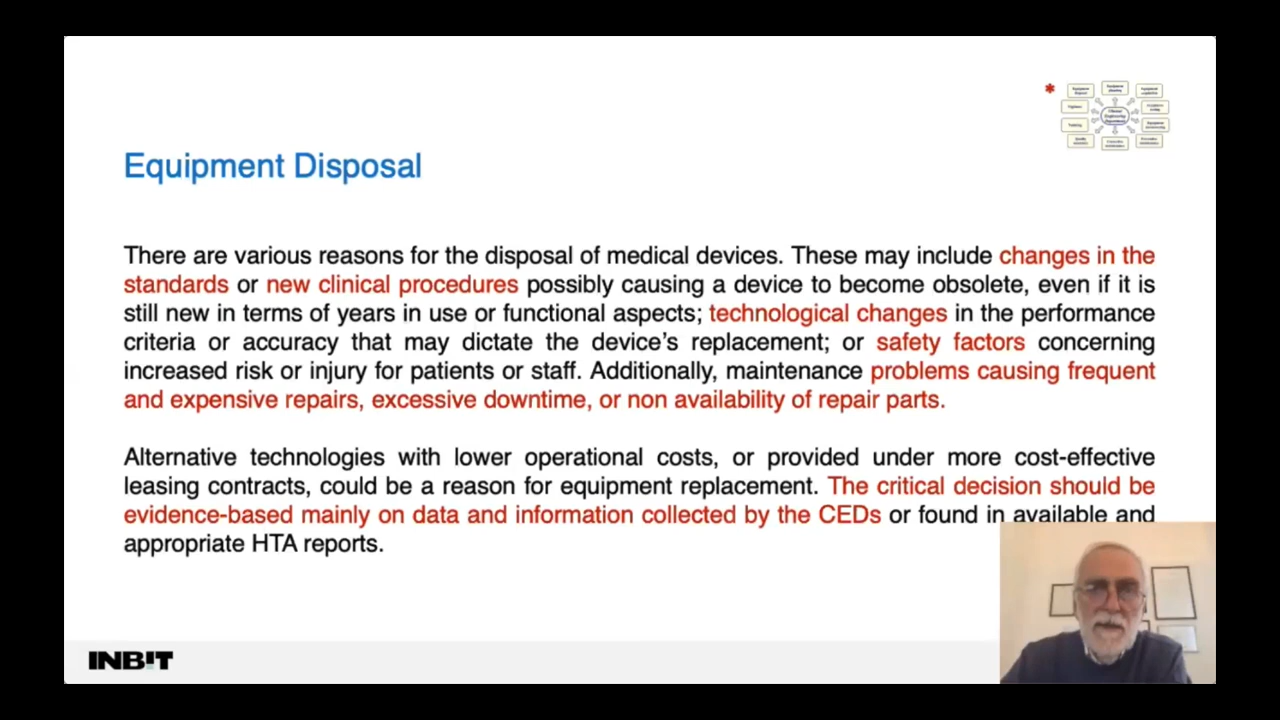 Equipment Disposal
There are various reasons for the disposal of medical devices. These may include changes in the
standards or new clinical procedures possibly causing a device to become obsolete, even if it is
still new in terms of years in use or functional aspects; technological changes in the performance
criteria or accuracy that may dictate the device’s replacement; or safety factors concerning
increased risk or injury for patients or staff. Additionally, maintenance problems causing frequent
and expensive repairs, excessive downtime, or non availability of repair parts.
Alternative technologies with lower operational costs, or provided under more cost-effective
leasing contracts, could be a reason for equipment replacement. The critical decision should be
evidence-based mainly on data and information collected by the CEDs or found in available and
appropriate HTA reports.
INB!T